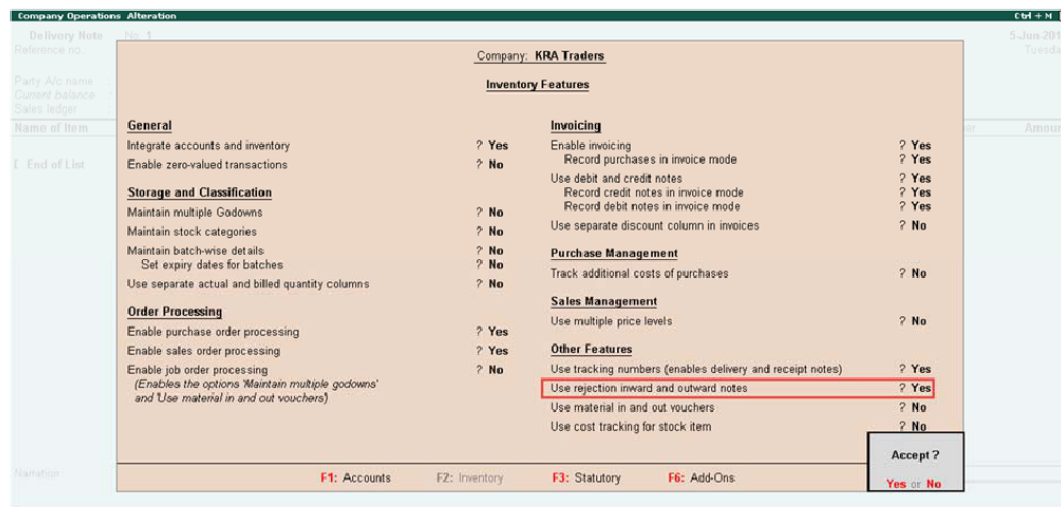 Company Operations Alteration Ctrl + M
Delivery Note No. 1 5-Jun-201
Reference no. Tuesda
Company: KRA Traders
Inventory Features
Party A/c name
Current balance
Sales ledger
Name of Item Amoun
End of List
General
Integrate accounts and inventory ? Yes
Enable zero-valued transactions ? No
Storage and Classification
Maintain multiple Godowns ? No
Maintain stock categories ? No
Maintain batch-wise details ? No
Set expiry dates for batches ? No
Use separate actual and billed quantity columns ? No
Order Processing
Enable purchase order processing ? Yes
Enable sales order processing ? Yes
Enable job order processing ? No
(Enables the options 'Maintain multiple godowns'
and 'Use material in and out vouchers)
Invoicing
Enable invoicing ? Yes
Record purchases in invoice mode ? Yes
Use debit and credit notes ? Yes
Record credit notes in invoice mode ? Yes
Record debit notes in invoice mode ? Yes
Use separate discount column in invoices ? No
Purchase Management
Track additional costs of purchases ? No
Sales Management
Use multiple price levels ? No
Other Features
Use tracking numbers (enables delivery and receipt notes) ? Yes
Use rejection inward and outward notes ? Yes
Use material in and out vouchers ? No
Use cost tracking for stock item ? No
Accept ?
Yes or No
Narration
F1: Accounts F2: Inventory F3: Statutory F6: Add-Ons